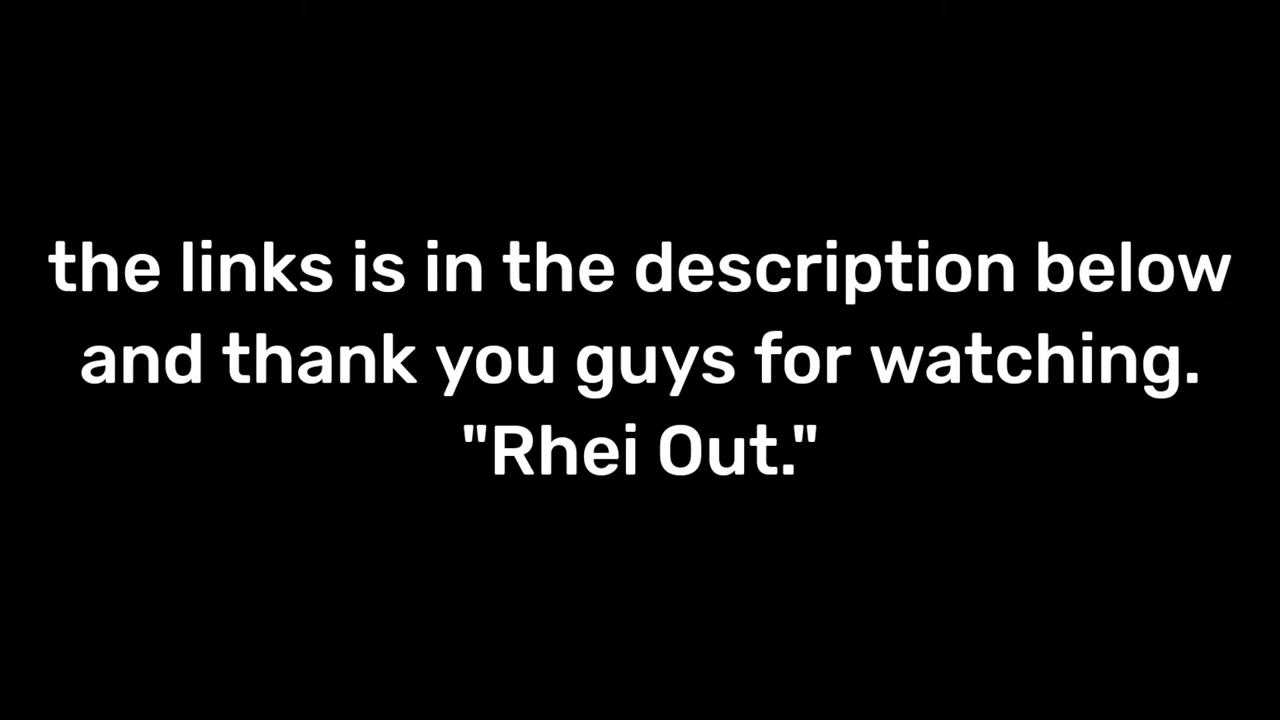 the links is in the description below
and thank you guys for watching.
"Rhei Out."